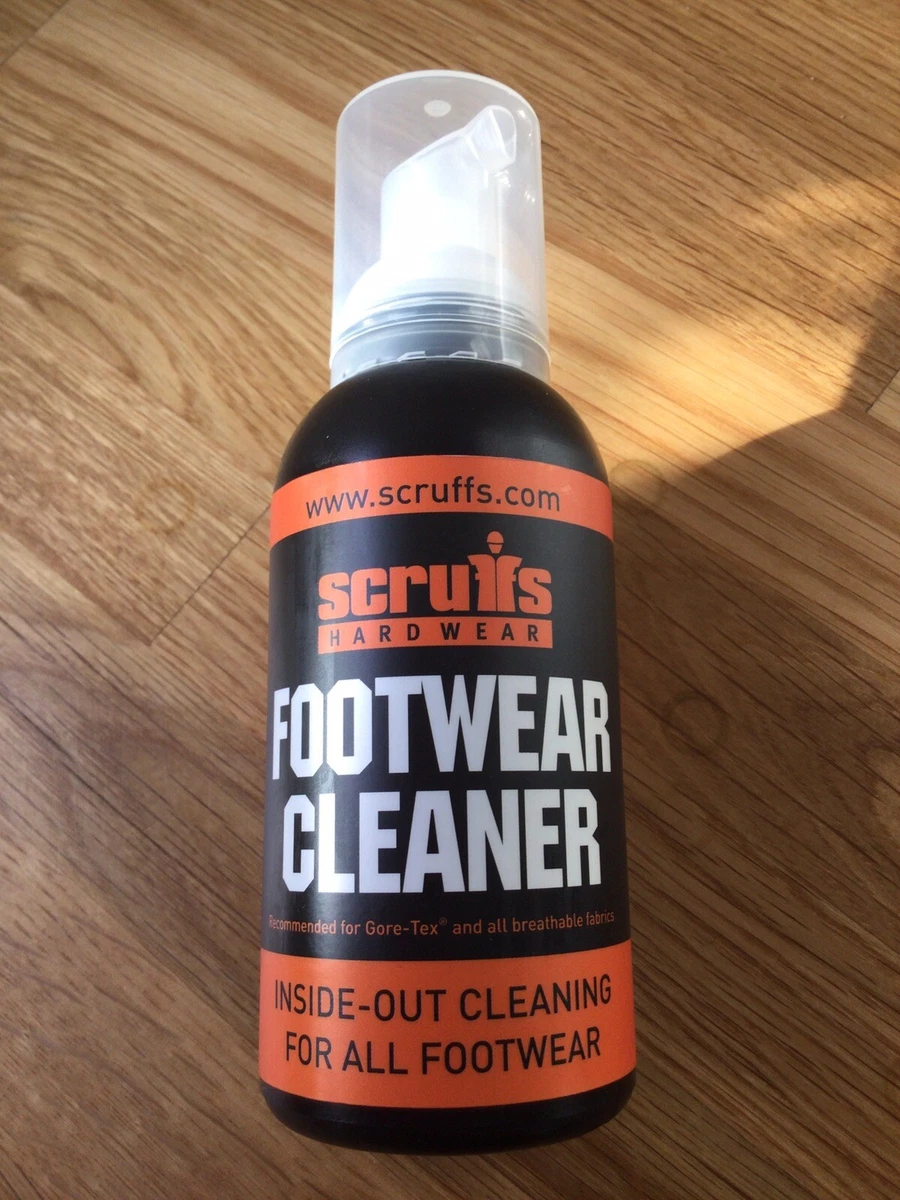 www.scruffs.com
scruffs
HARDWEAR
FOOTWEAR
CLEANER
Recommended for Gore-Tex® and all breathable fabrics
INSIDE-OUT CLEANING
FOR ALL FOOTWEAR